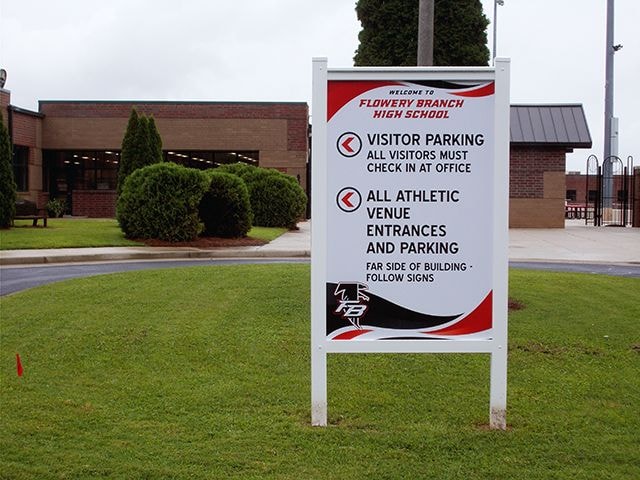 WELCOME TO
FLOWERY BRANCH
HIGH SCHOOL
VISITOR PARKING
ALL VISITORS MUST
CHECK IN AT OFFICE
ALL ATHLETIC
VENUE
ENTRANCES
AND PARKING
FAR SIDE OF BUILDING -
FOLLOW SIGNS
FB